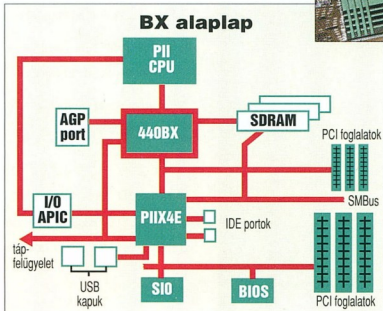 BX alaplap
PII
CPU
AGP
port
440BX
SDRAM
PCI foglalatok
I/O
APIC
PIIX4E
SMBus
IDE portok
táp-
felügyelet
USB
kapuk
SIO
BIOS
PCI foglalatok